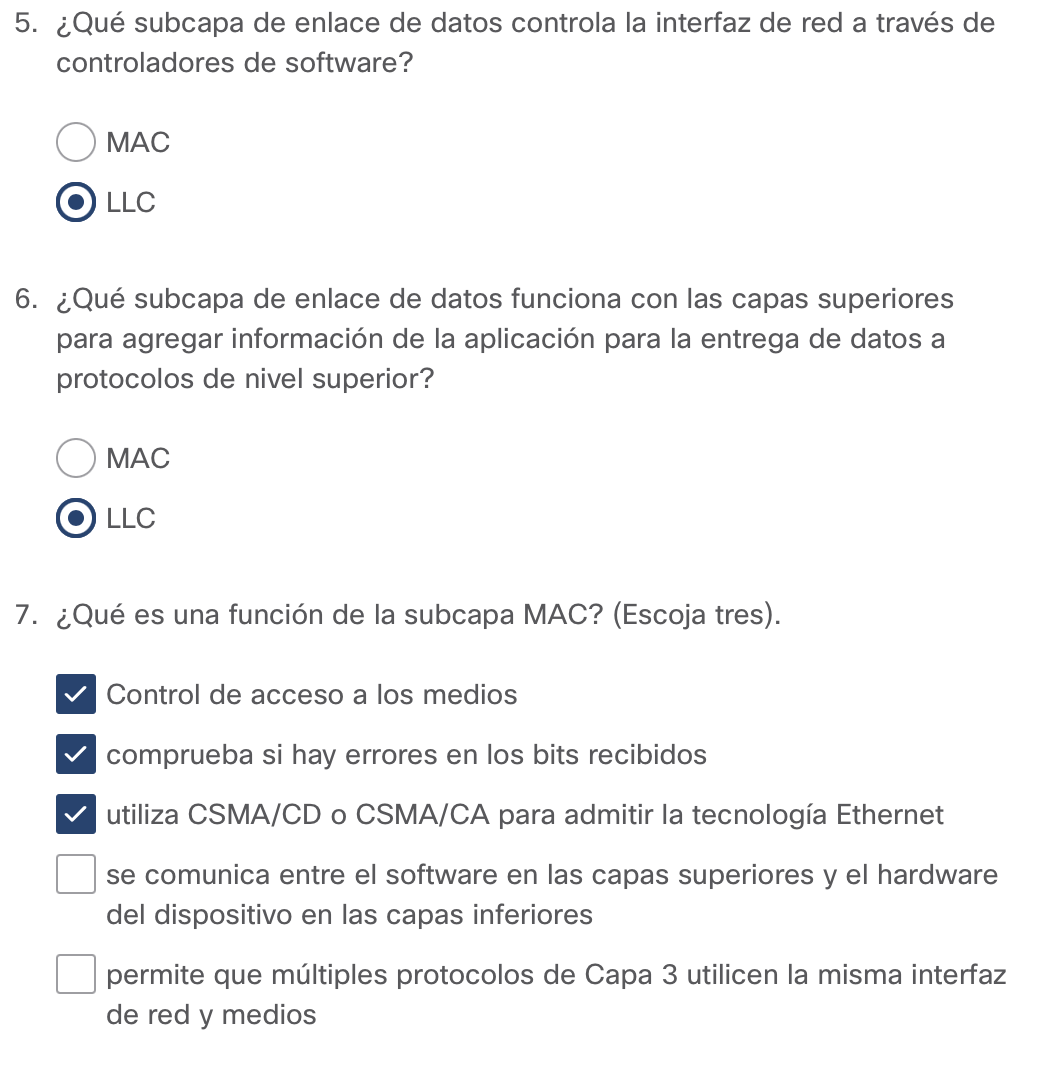 5. ¿Qué subcapa de enlace de datos controla la interfaz de red a través de
controladores de software?
MAC
LLC
6. ¿Qué subcapa de enlace de datos funciona con las capas superiores
para agregar información de la aplicación para la entrega de datos a
protocolos de nivel superior?
MAC
LLC
7. ¿Qué es una función de la subcapa MAC? (Escoja tres).
Control de acceso a los medios
comprueba si hay errores en los bits recibidos
utiliza CSMA/CD o CSMA/CA para admitir la tecnología Ethernet
se comunica entre el software en las capas superiores y el hardware
del dispositivo en las capas inferiores
permite que múltiples protocolos de Capa 3 utilicen la misma interfaz
de red y medios